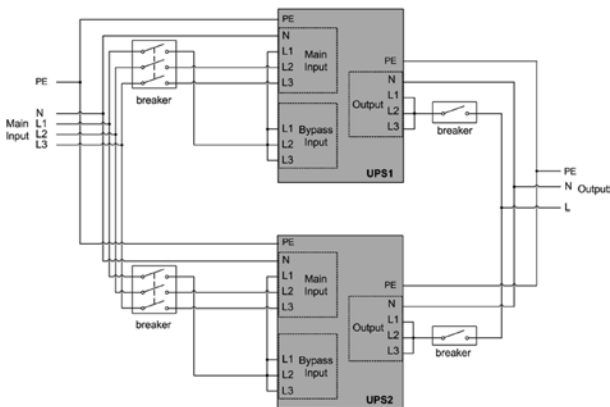 PE
N
L1
Main
L2
Input
L3
PE
N
Main
L1
Input
L2
L3
breaker
L1
Bypass
L2
Input
L3
PE
N
L1
Output
L2
L3
breaker
UPS1
PE
N Output
L
PE
N
L1
Main
L2
Input
L3
breaker
L1
Bypass
L2
Input
L3
PE
N
L1
Output
L2
L3
breaker
UPS2